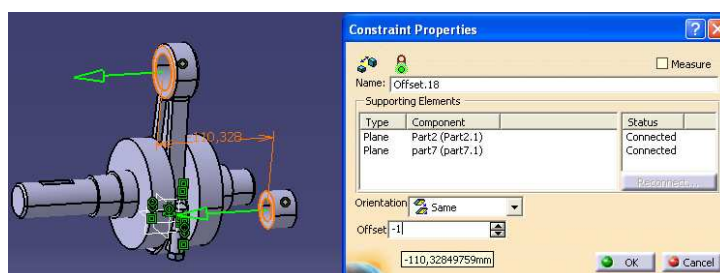 110,328
Constraint Properties
Measure
Name: Offset.18
Supporting Elements
Type Component Status
Plane Part2 (Part2.1) Connected
Plane part7 (part7.1) Connected
Reconnect...
Orientation Same
Offset -1
-110,32849759mm
OK Cancel